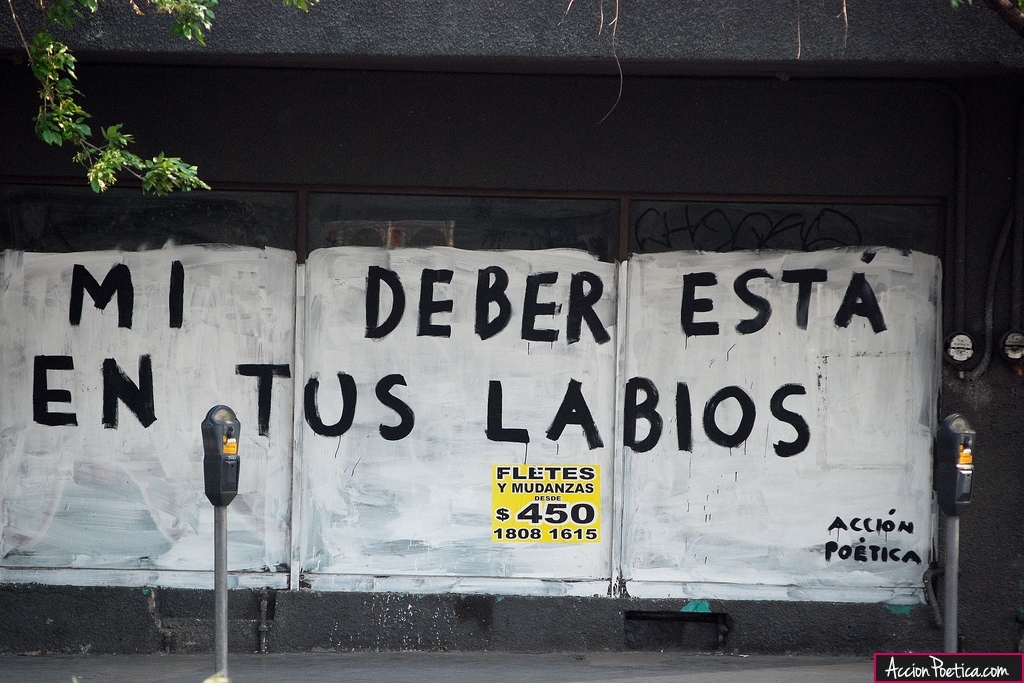 MI DEBER ESTÁ
EN TUS LABIOS
FLETES
Y MUDANZAS
DESDE
$ 450
1808 1615
ACCIÓN
POÉTICA
AccionPoetica.com